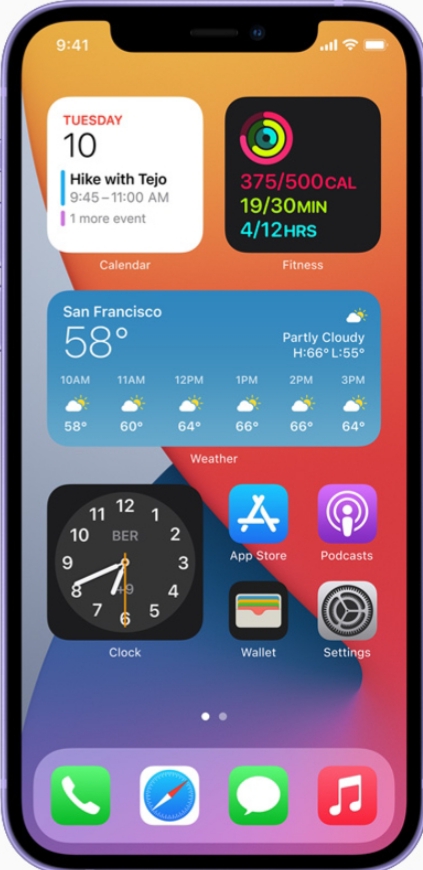 9:41
TUESDAY
10
Hike with Tejo
9:45–11:00 AM
1 more event
Calendar
375/500CAL
19/30MIN
4/12HRS
Fitness
San Francisco
58°
Partly Cloudy
H:66° L:55°
10AM 11AM 12PM 1PM 2PM 3PM
58° 60° 64° 66° 66° 64°
Weather
12
11 1
10 BER 2
9 3
8 +9 4
7 5
6
Clock
App Store Podcasts
Wallet Settings